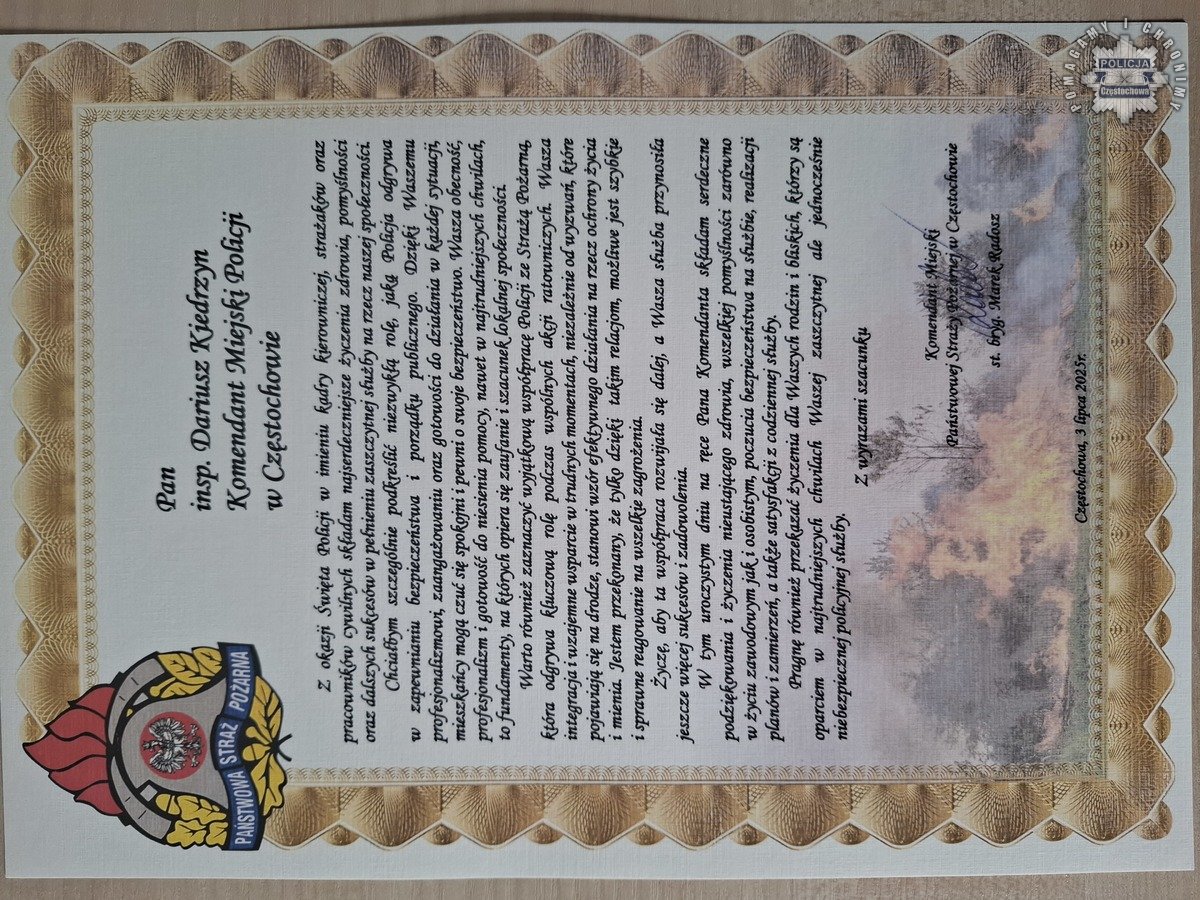 PAŃSTWOWA STRAŻ POŻARNA
Pan
insp. Dariusz Kiedrzyn
Komendant Miejski Policji
w Częstochowie
Z okazji Święta Policji w imieniu kadry kierowniczej, strażaków oraz
pracowników cywilnych składam najserdeczniejsze życzenia zdrowia, pomyślności
oraz dalszych sukcesów w pełnieniu zaszczytnej służby na rzecz naszej społeczności.
Chciałbym szczególnie podkreślić niezwykłą rolę, jaką Policja odgrywa
w zapewnianiu bezpieczeństwa i porządku publicznego. Dzięki Waszemu
profesjonalizmowi, zaangażowaniu oraz gotowości do działania w każdej sytuacji,
mieszkańcy mogą czuć się spokojni i pewni o swoje bezpieczeństwo. Wasza obecność,
profesjonalizm i gotowość do niesienia pomocy, nawet w najtrudniejszych chwilach,
to fundamenty, na których opiera się zaufanie i szacunek lokalnej społeczności.
Warto również zaznaczyć wyjątkową współpracę Policji ze Strażą Pożarną,
która odgrywa kluczową rolę podczas wspólnych akcji ratowniczych. Wasza
integracja i wzajemne wsparcie w trudnych momentach, niezależnie od wyzwań, które
pojawiają się na drodze, stanowi wzór efektywnego działania na rzecz ochrony życia
i mienia. Jestem przekonany, że tylko dzięki takim relacjom, możliwe jest szybkie
i sprawne reagowanie na wszelkie zagrożenia.
Życzę, aby ta współpraca rozwijała się dalej, a Wasza służba przynosiła
jeszcze więcej sukcesów i zadowolenia.
W tym uroczystym dniu na ręce Pana Komendanta składam serdeczne
podziękowania i życzenia nieustającego zdrowia, wszelkiej pomyślności zarówno
w życiu zawodowym jak i osobistym, poczucia bezpieczeństwa na służbie, realizacji
planów i zamierzeń, a także satysfakcji z codziennej służby.
Pragnę również przekazać życzenia dla Waszych rodzin i bliskich, którzy są
oparciem w najtrudniejszych chwilach Waszej zaszczytnej ale jednocześnie
niebezpiecznej policyjnej służby.
Z wyrazami szacunku
Komendant Miejski
Państwowej Straży Pożarnej w Częstochowie
st. bryg. Marek Radosz
Częstochowa, 3 lipca 2025r.
POMAGAMY I CHRONIMY
POLICJA
Częstochowa